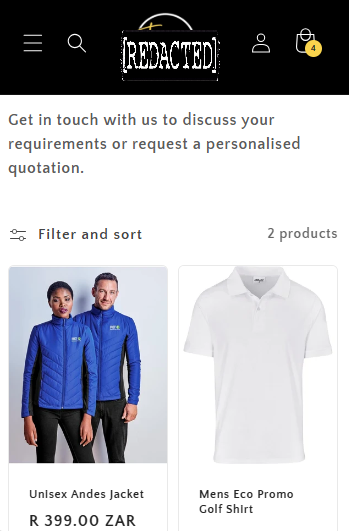 [REDACTED]
4
Get in touch with us to discuss your
requirements or request a personalised
quotation.
Filter and sort
2 products
Unisex Andes Jacket
Mens Eco Promo
Golf Shirt
R 399.00 ZAR